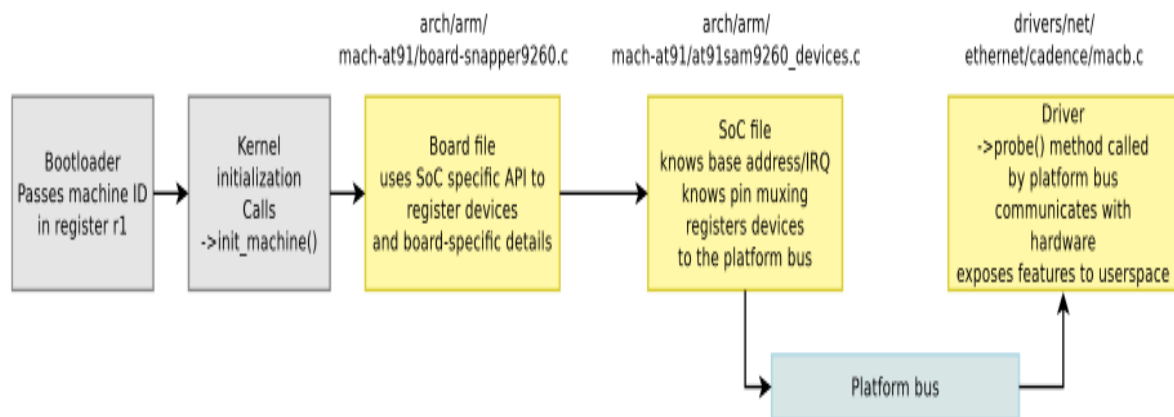 arch/arm/
mach-at91/board-snapper9260.c
arch/arm/
mach-at91/at91sam9260_devices.c
drivers/net/
ethernet/cadence/macb.c
Bootloader
Passes machine ID
in register r1
Kernel
initialization
Calls
->init_machine()
Board file
uses SoC specific API to
register devices
and board-specific details
SoC file
knows base address/IRQ
knows pin muxing
registers devices
to the platform bus
Driver
->probe() method called
by platform bus
communicates with
hardware
exposes features to userspace
Platform bus